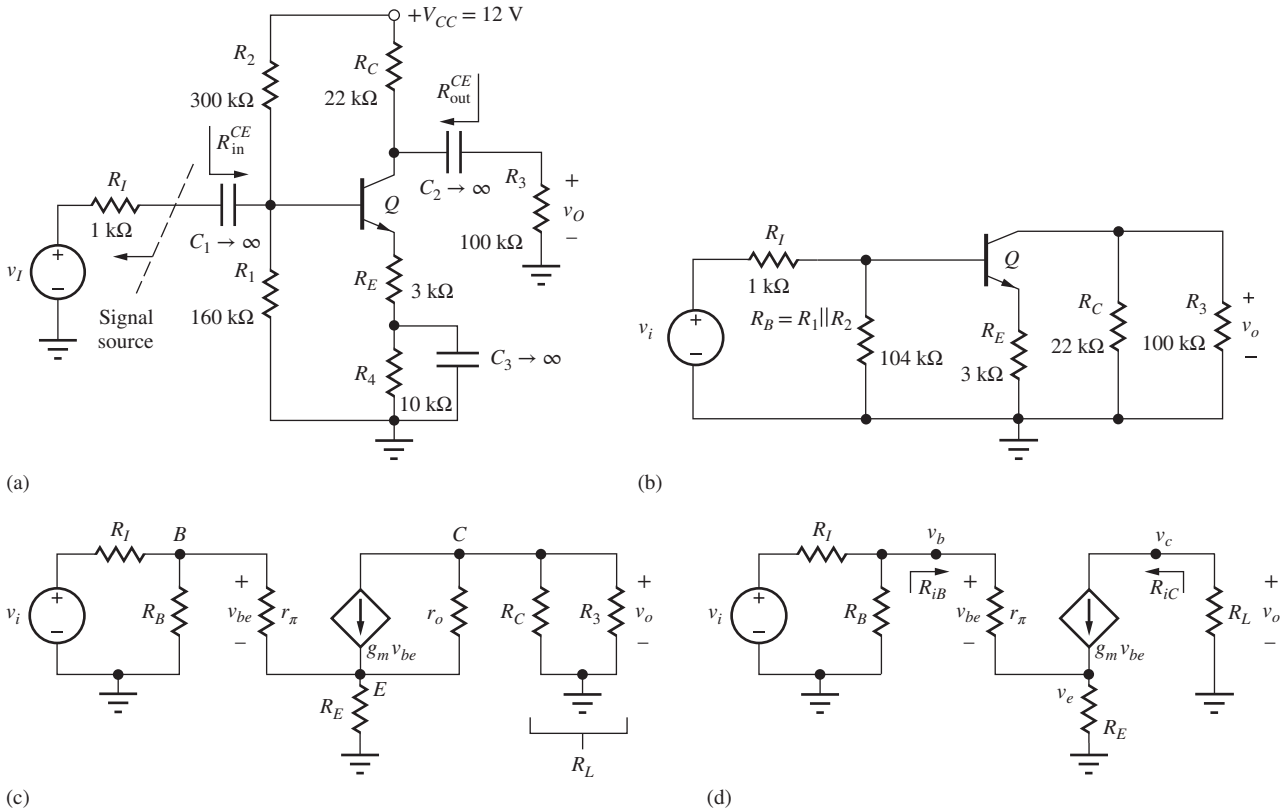 +V_CC = 12 V
R_2
300 kΩ
R_C
22 kΩ
R_out^CE
R_in^CE
R_I
1 kΩ
C_1 → ∞
C_2 → ∞
Q
R_3
100 kΩ
+
v_O
−
v_I
+
−
Signal
source
R_1
160 kΩ
R_E
3 kΩ
R_4
10 kΩ
C_3 → ∞
(a)
R_I
1 kΩ
Q
v_i
+
−
R_B = R_1||R_2
104 kΩ
R_E
3 kΩ
R_C
22 kΩ
R_3
100 kΩ
+
v_o
−
(b)
R_I
B
C
v_i
+
−
R_B
+
v_be
−
r_π
g_m v_be
r_o
R_C
R_3
+
v_o
−
E
R_E
R_L
(c)
R_I
v_b
v_c
v_i
+
−
R_B
R_iB
+
v_be
−
r_π
g_m v_be
R_iC
R_L
+
v_o
−
v_e
R_E
(d)